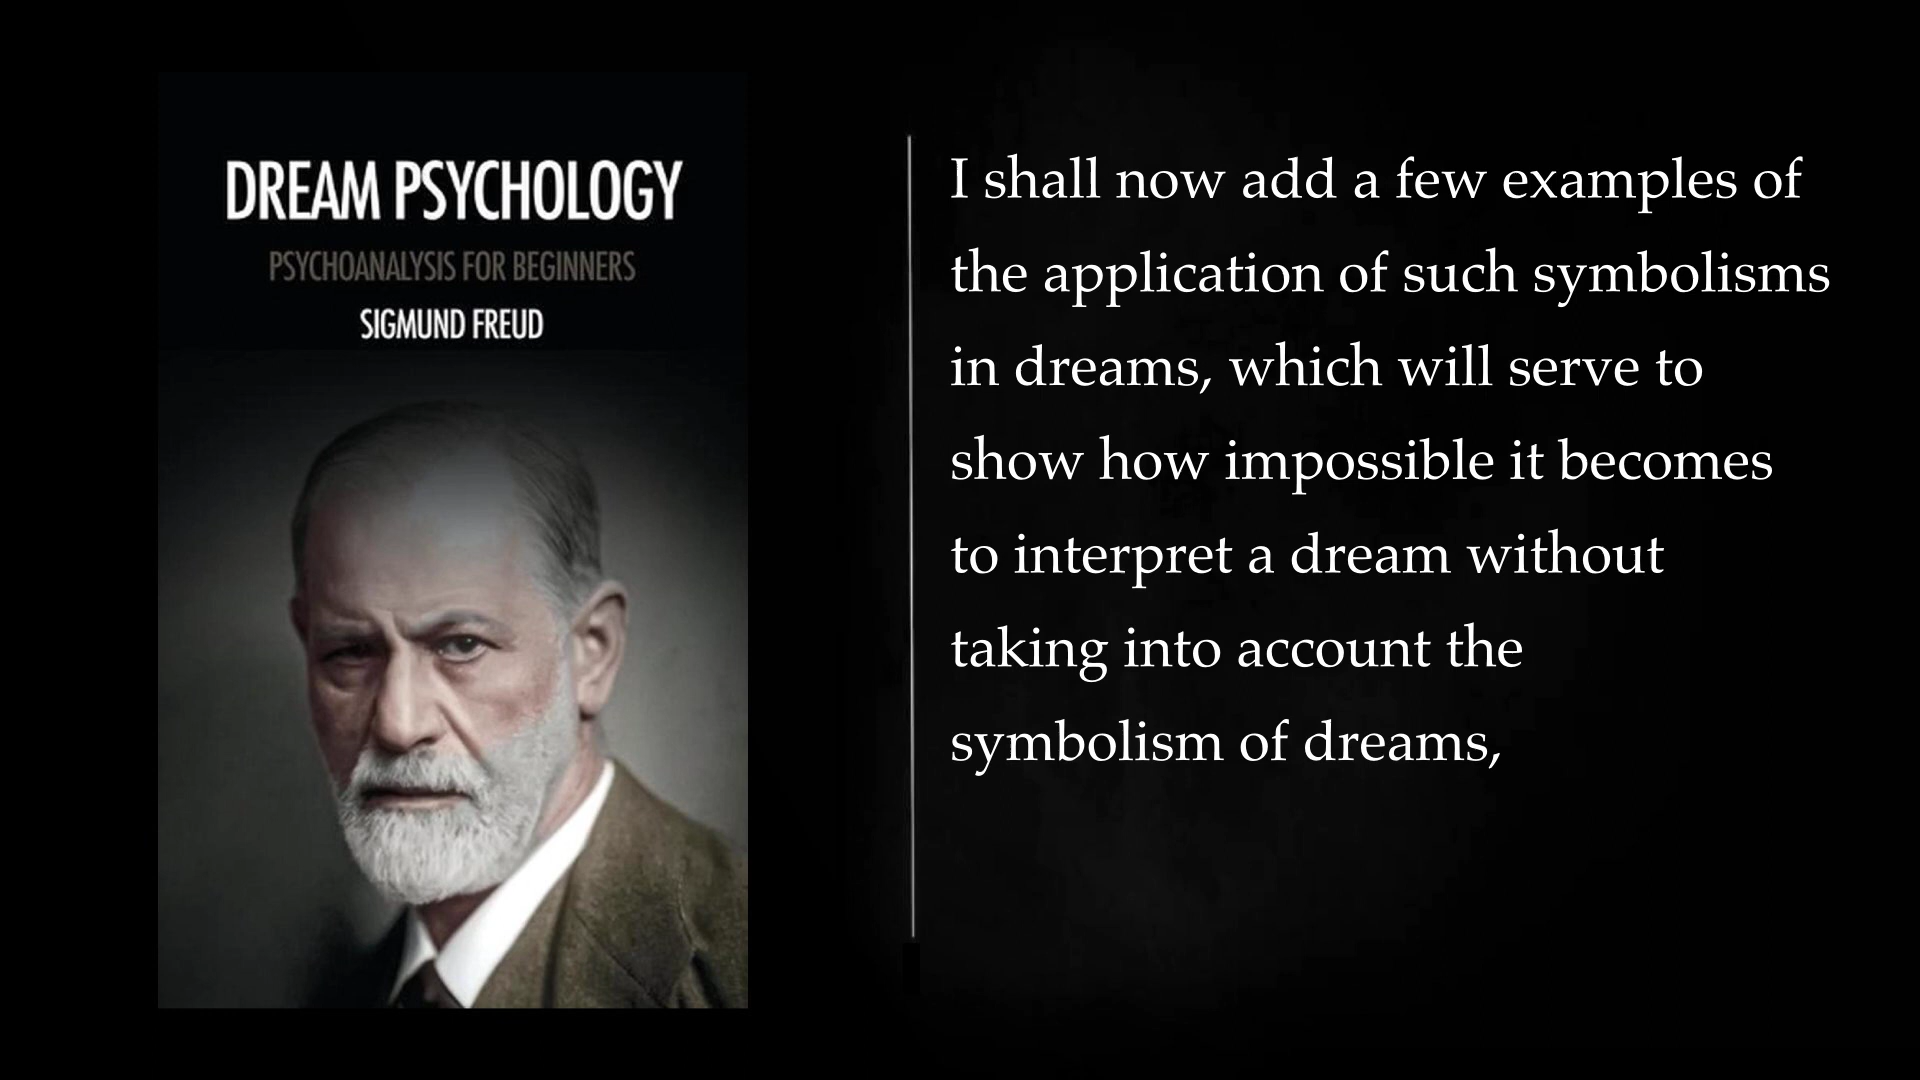 DREAM PSYCHOLOGY
PSYCHOANALYSIS FOR BEGINNERS
SIGMUND FREUD
I shall now add a few examples of
the application of such symbolisms
in dreams, which will serve to
show how impossible it becomes
to interpret a dream without
taking into account the
symbolism of dreams,